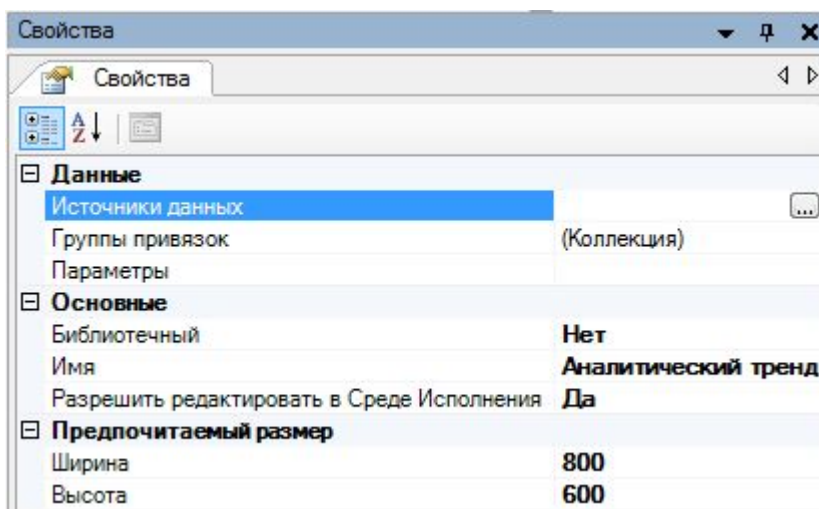 Свойства
Свойства
Данные
Источники данных ...
Группы привязок (Коллекция)
Параметры
Основные
Библиотечный Нет
Имя Аналитический тренд
Разрешить редактировать в Среде Исполнения Да
Предпочитаемый размер
Ширина 800
Высота 600